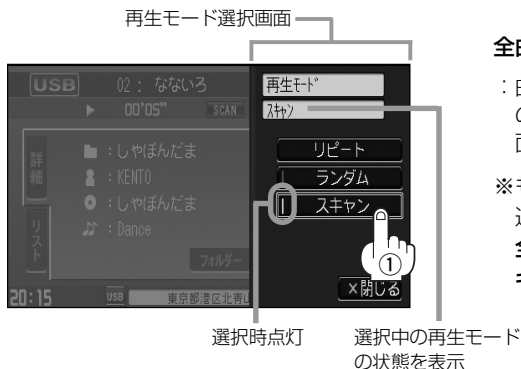 再生モード選択画面
全
USB 02： なないろ
再生ﾓｰﾄﾞ
▶ 00'05" SCAN
ｽｷｬﾝ
：
詳細
：しゃぼんだま
リピート
：KENTO
ランダム
※
：しゃぼんだま
スキャン
リスト
：Dance
①
フォルダー
20:15 USB 東京都港区北青山
×閉じる
選択時点灯
選択中の再生モード
の状態を表示